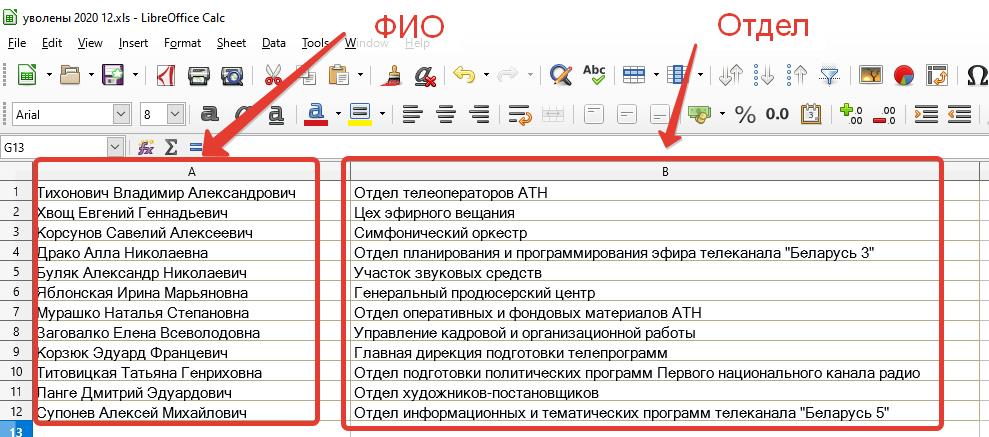 уволены 2020 12.xls - LibreOffice Calc
ФИО
Отдел
File Edit View Insert Format Sheet Data Tools Window Help
Abc
Arial 8 a a a % 0.0
G13 fx Σ =
A B
1 Тихонович Владимир Александрович Отдел телеоператоров АТН
2 Хвощ Евгений Геннадьевич Цех эфирного вещания
3 Корсунов Савелий Алексеевич Симфонический оркестр
4 Драко Алла Николаевна Отдел планирования и программирования эфира телеканала "Беларусь 3"
5 Буляк Александр Николаевич Участок звуковых средств
6 Яблонская Ирина Марьяновна Генеральный продюсерский центр
7 Мурашко Наталья Степановна Отдел оперативных и фондовых материалов АТН
8 Заговалко Елена Всеволодовна Управление кадровой и организационной работы
9 Корзюк Эдуард Францевич Главная дирекция подготовки телепрограмм
10 Титовицкая Татьяна Генриховна Отдел подготовки политических программ Первого национального канала радио
11 Ланге Дмитрий Эдуардович Отдел художников-постановщиков
12 Супонев Алексей Михайлович Отдел информационных и тематических программ телеканала "Беларусь 5"
13